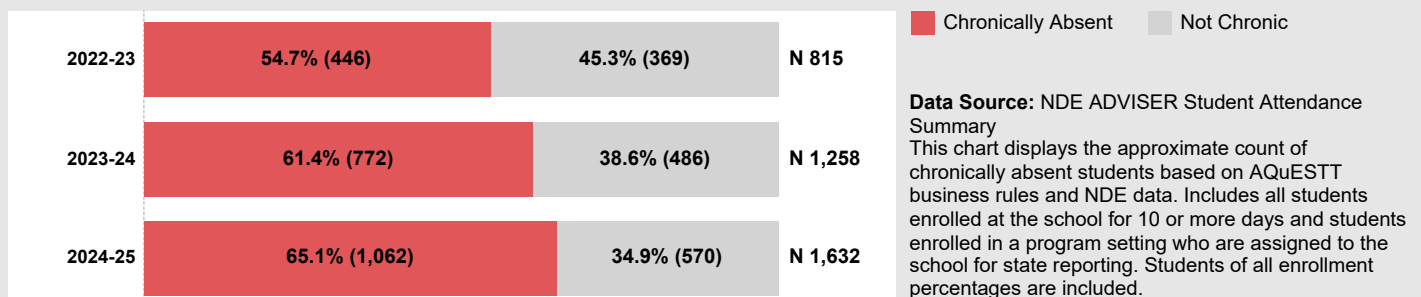 Chronically Absent Not Chronic
2022-23 54.7% (446) 45.3% (369) N 815
2023-24 61.4% (772) 38.6% (486) N 1,258
2024-25 65.1% (1,062) 34.9% (570) N 1,632
Data Source: NDE ADVISER Student Attendance
Summary
This chart displays the approximate count of
chronically absent students based on AQuESTT
business rules and NDE data. Includes all students
enrolled at the school for 10 or more days and students
enrolled in a program setting who are assigned to the
school for state reporting. Students of all enrollment
percentages are included.